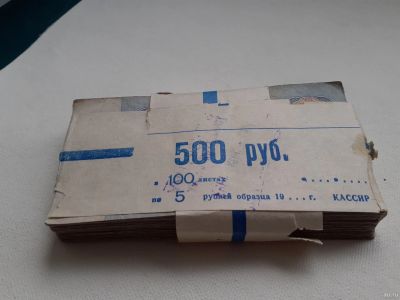 500 руб.
в 100 листах
по 5 рублей образца 19 . . . г. КАССИР